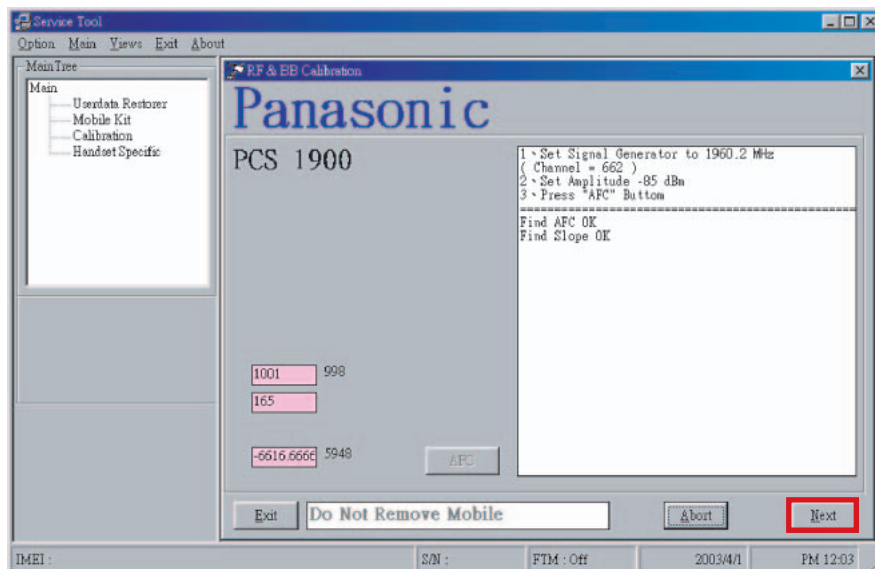 Service Tool
Option Main Views Exit About
MainTree
Main
Userdata Restorer
Mobile Kit
Calibration
Handset Specific
RF & BB Calibration
Panasonic
PCS 1900
1、Set Signal Generator to 1960.2 MHz
( Channel = 662 )
2、Set Amplitude -85 dBm
3、Press "AFC" Buttom
==================================================
Find AFC OK
Find Slope OK
1001 998
165
-6616.6666 5948
AFC
Exit Do Not Remove Mobile Abort Next
IMEI : S/N : FTM : Off 2003/4/1 PM 12:03